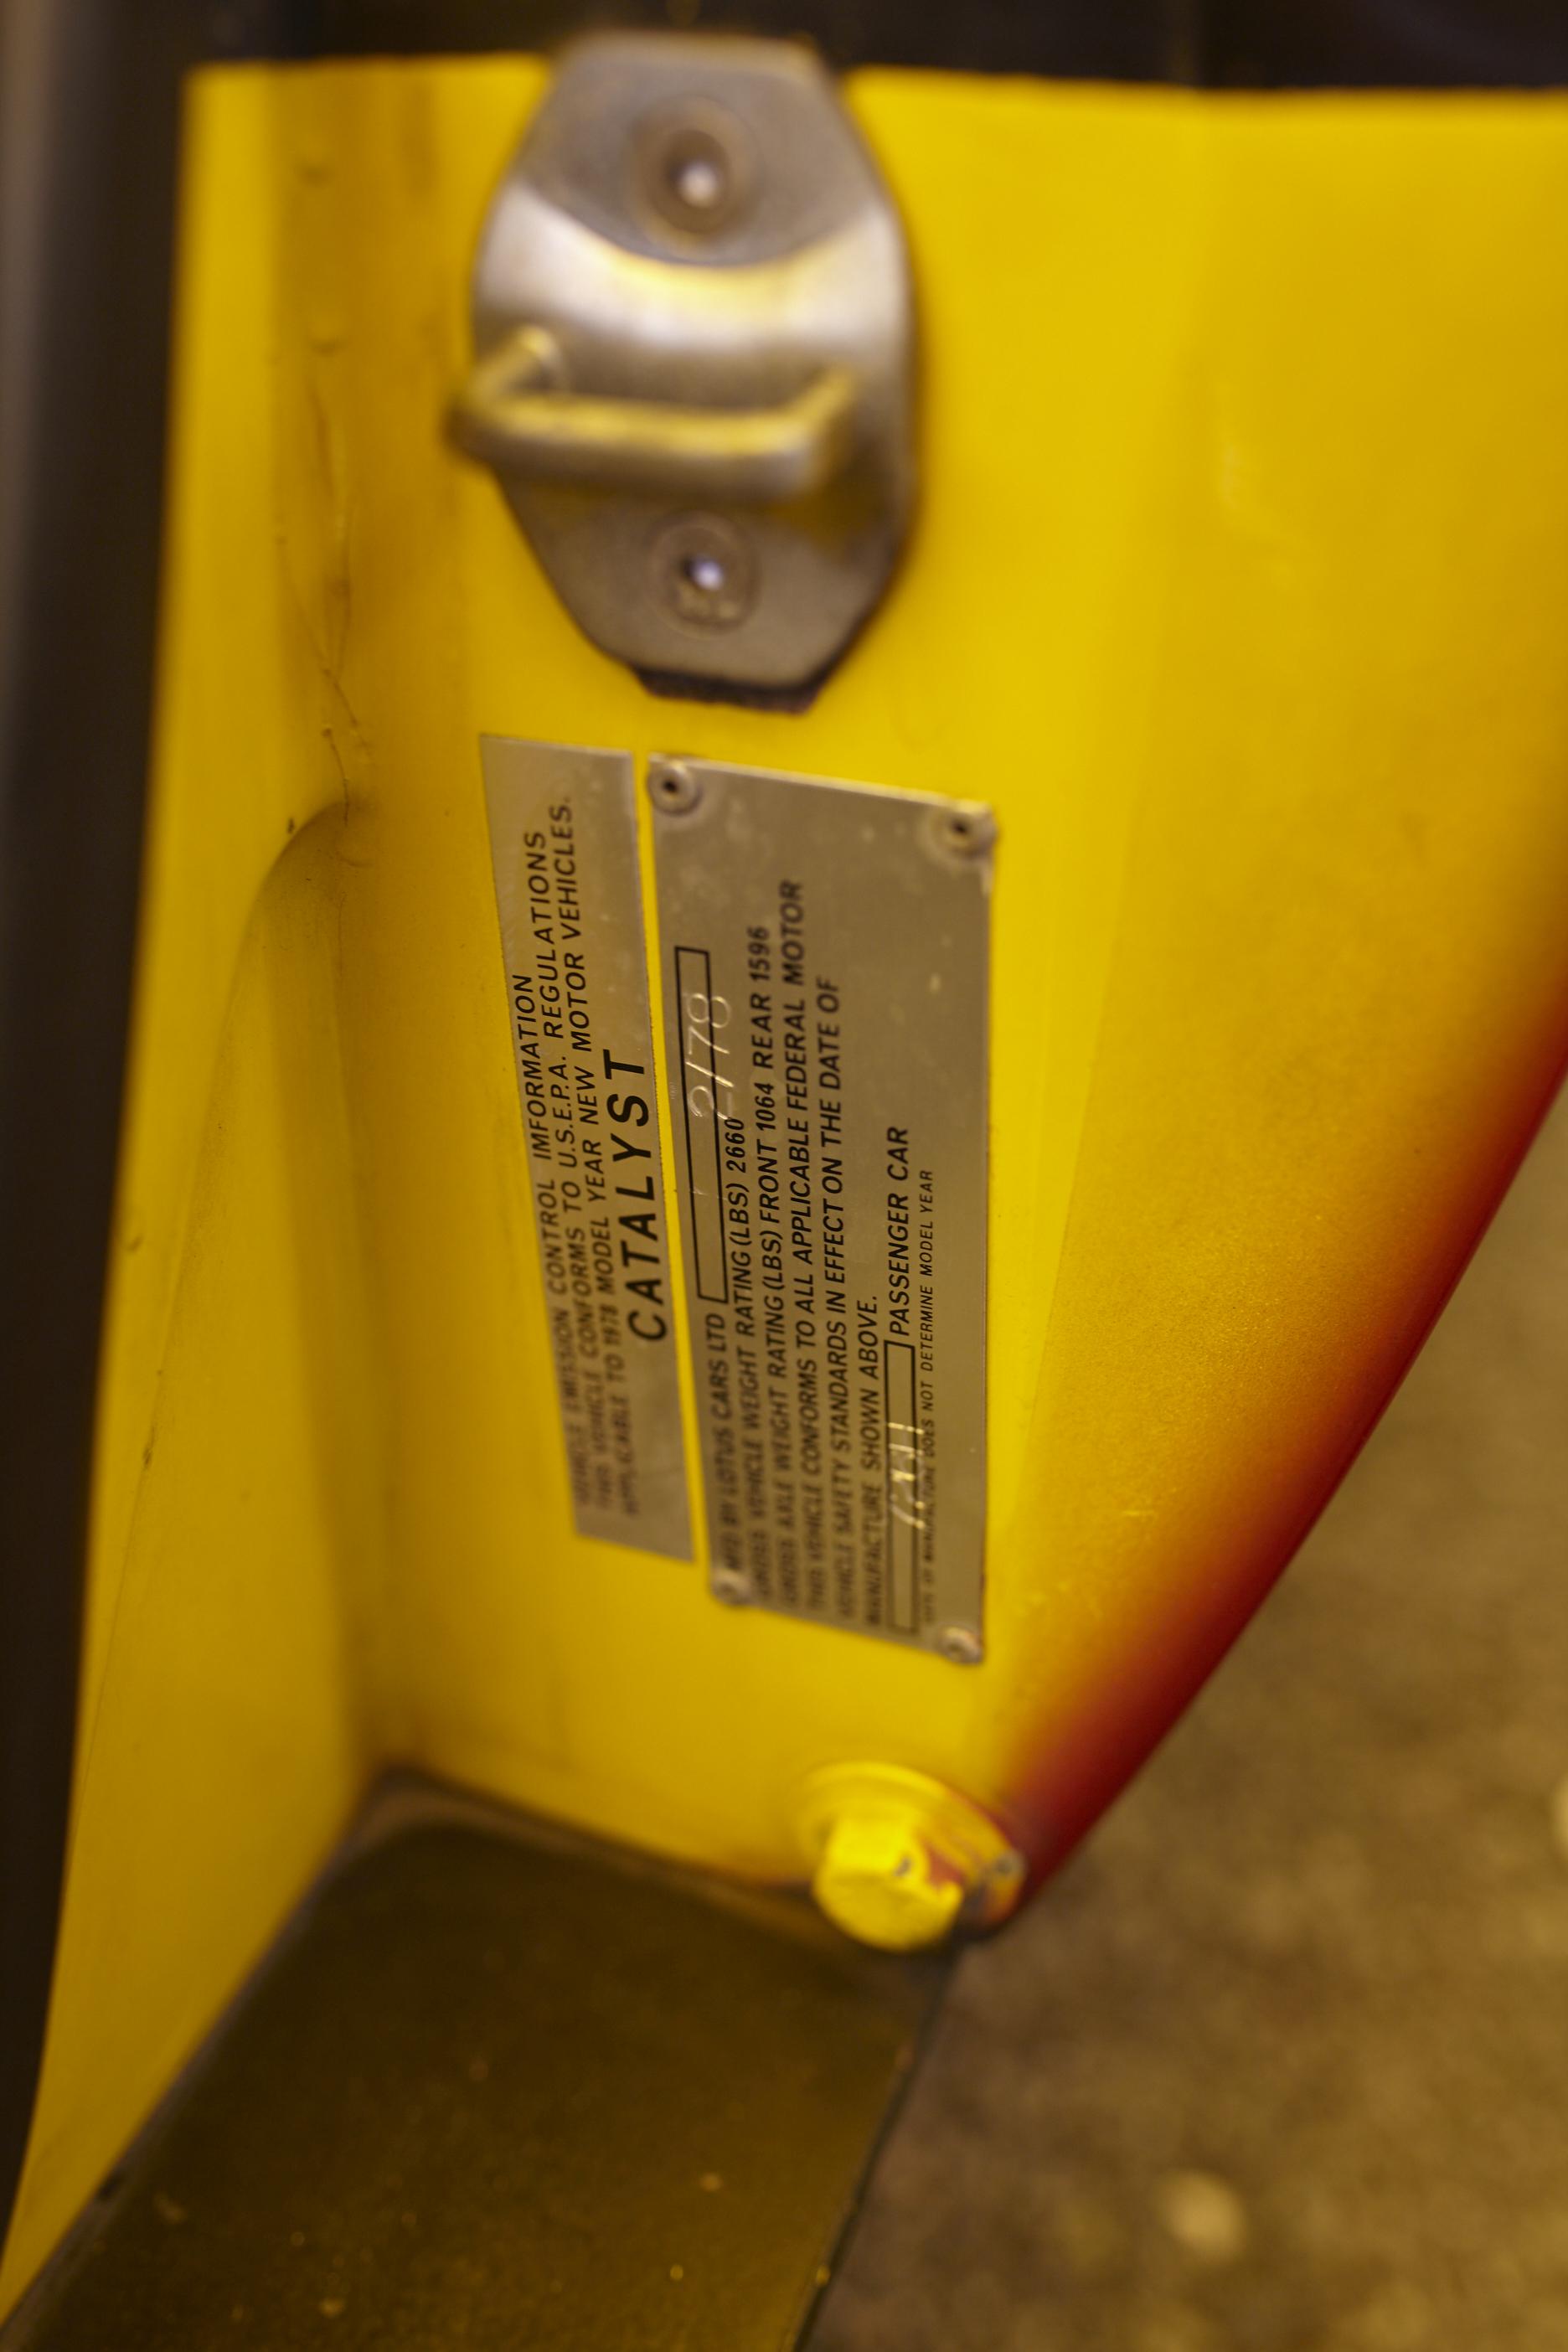 VEHICLE EMISSION CONTROL IMFORMATION
THIS VEHICLE CONFORMS TO U.S.E.P.A. REGULATIONS
APPLICABLE TO 1978 MODEL YEAR NEW MOTOR VEHICLES.
CATALYST
MFD BY LOTUS CARS LTD 2/78
VEHICLE WEIGHT RATING (LBS) 2660
AXLE WEIGHT RATING (LBS) FRONT 1064 REAR 1596
THIS VEHICLE CONFORMS TO ALL APPLICABLE FEDERAL MOTOR
VEHICLE SAFETY STANDARDS IN EFFECT ON THE DATE OF
MANUFACTURE SHOWN ABOVE.
PASSENGER CAR
DATE OF MANUFACTURE DOES NOT DETERMINE MODEL YEAR